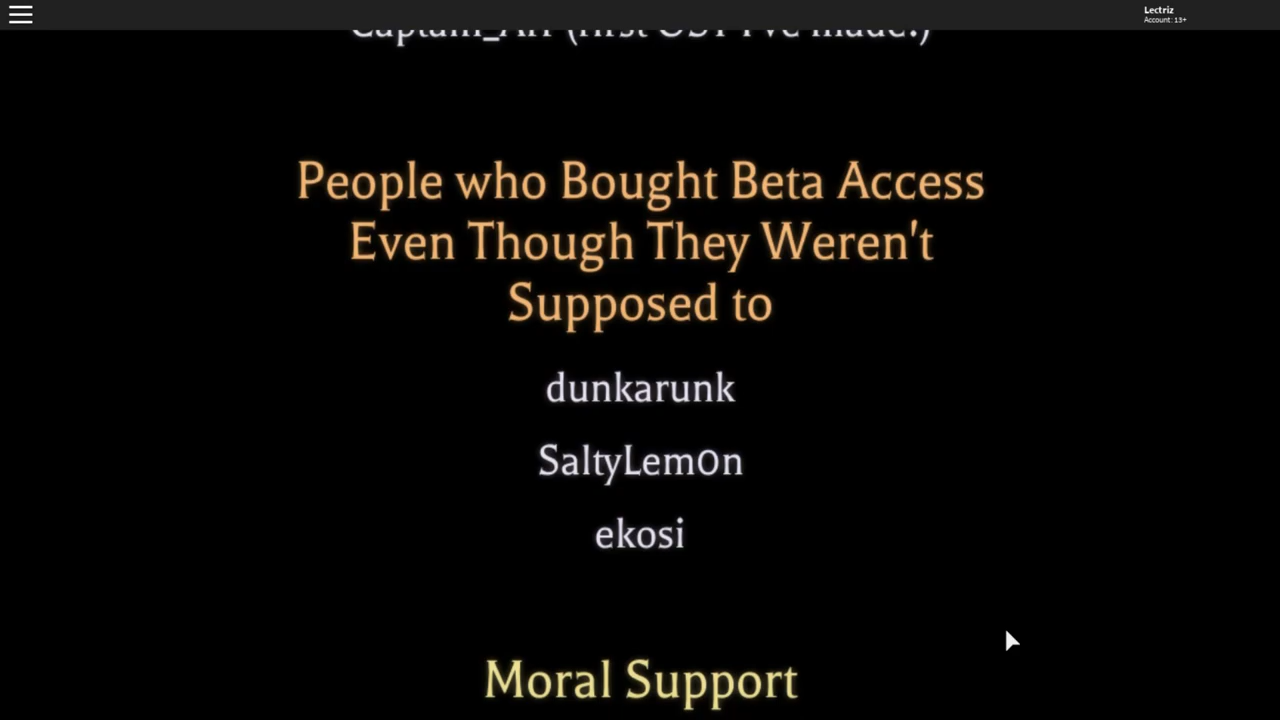 Lectriz
Account: 13+
People who Bought Beta Access
Even Though They Weren't
Supposed to
dunkarunk
SaltyLem0n
ekosi
Moral Support